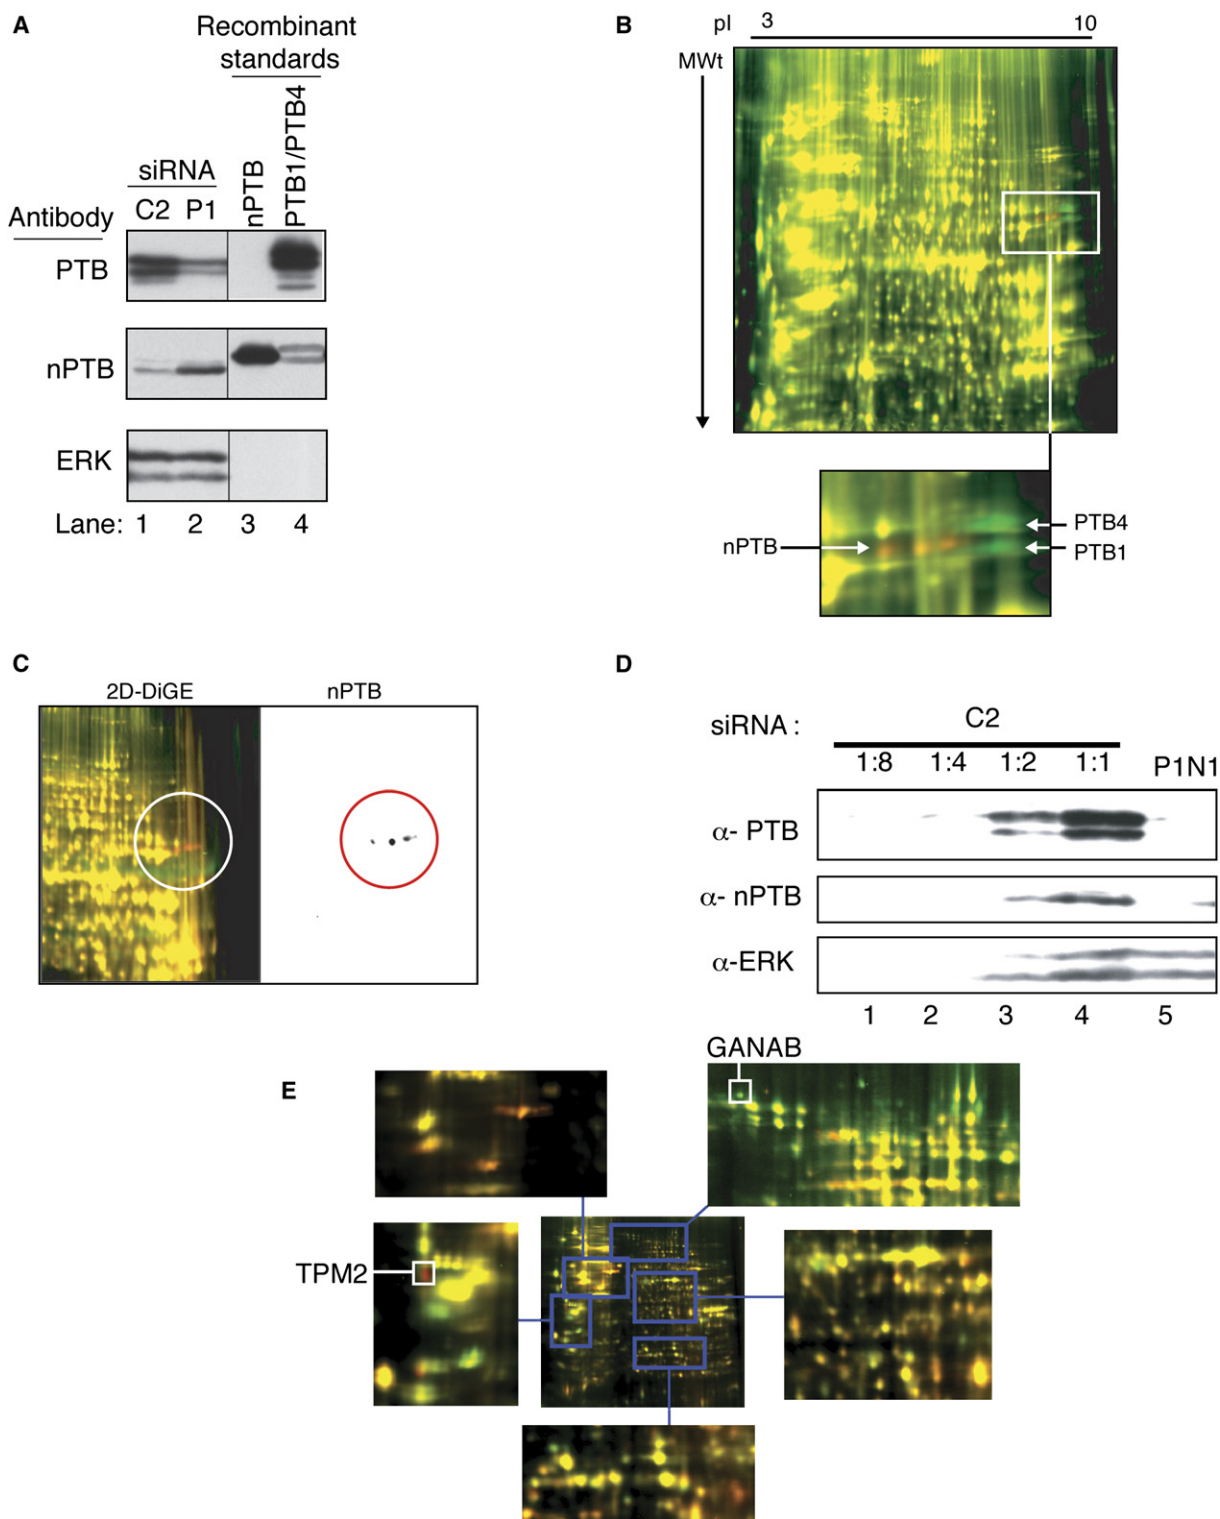 A
Recombinant
standards
siRNA
nPTB
PTB1/PTB4
Antibody
C2 P1
PTB
nPTB
ERK
Lane: 1 2 3 4
B
pI 3 10
MWt
nPTB
PTB4
PTB1
C
2D-DiGE nPTB
D
siRNA : C2
1:8 1:4 1:2 1:1 P1N1
α- PTB
α- nPTB
α-ERK
1 2 3 4 5
E
GANAB
TPM2